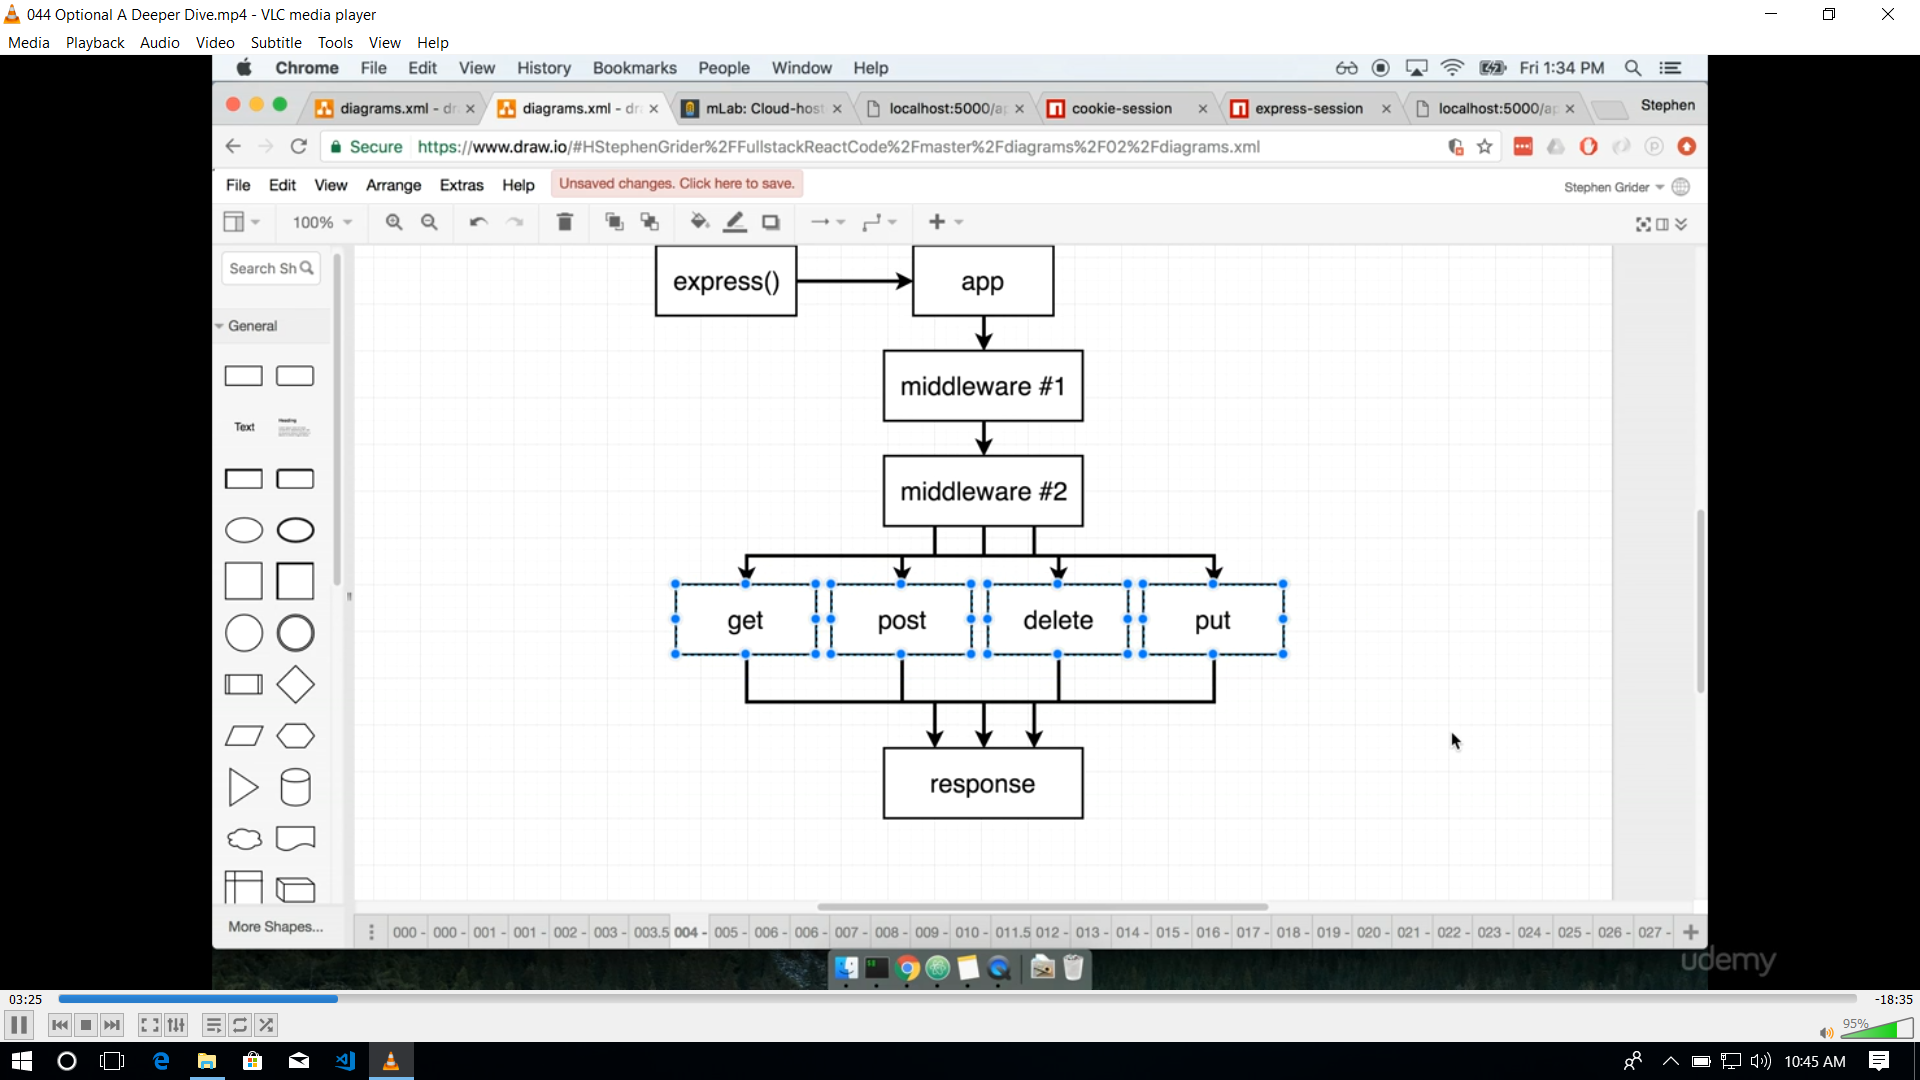 044 Optional A Deeper Dive.mp4 - VLC media player
Media Playback Audio Video Subtitle Tools View Help
Chrome File Edit View History Bookmarks People Window Help Fri 1:34 PM
diagrams.xml - dr diagrams.xml - dra mLab: Cloud-host localhost:5000/ap cookie-session express-session localhost:5000/ap Stephen
Secure https://www.draw.io/#HStephenGrider%2FFullstackReactCode%2Fmaster%2Fdiagrams%2F02%2Fdiagrams.xml
File Edit View Arrange Extras Help Unsaved changes. Click here to save. Stephen Grider
100%
Search Sh
General
Text
Heading
express()
app
middleware #1
middleware #2
get post delete put
response
More Shapes...
000 - 000 - 001 - 001 - 002 - 003 - 003.5 004 - 005 - 006 - 006 - 007 - 008 - 009 - 010 - 011.5 012 - 013 - 014 - 015 - 016 - 017 - 018 - 019 - 020 - 021 - 022 - 023 - 024 - 025 - 026 - 027 -
udemy
03:25 -18:35
95%
10:45 AM